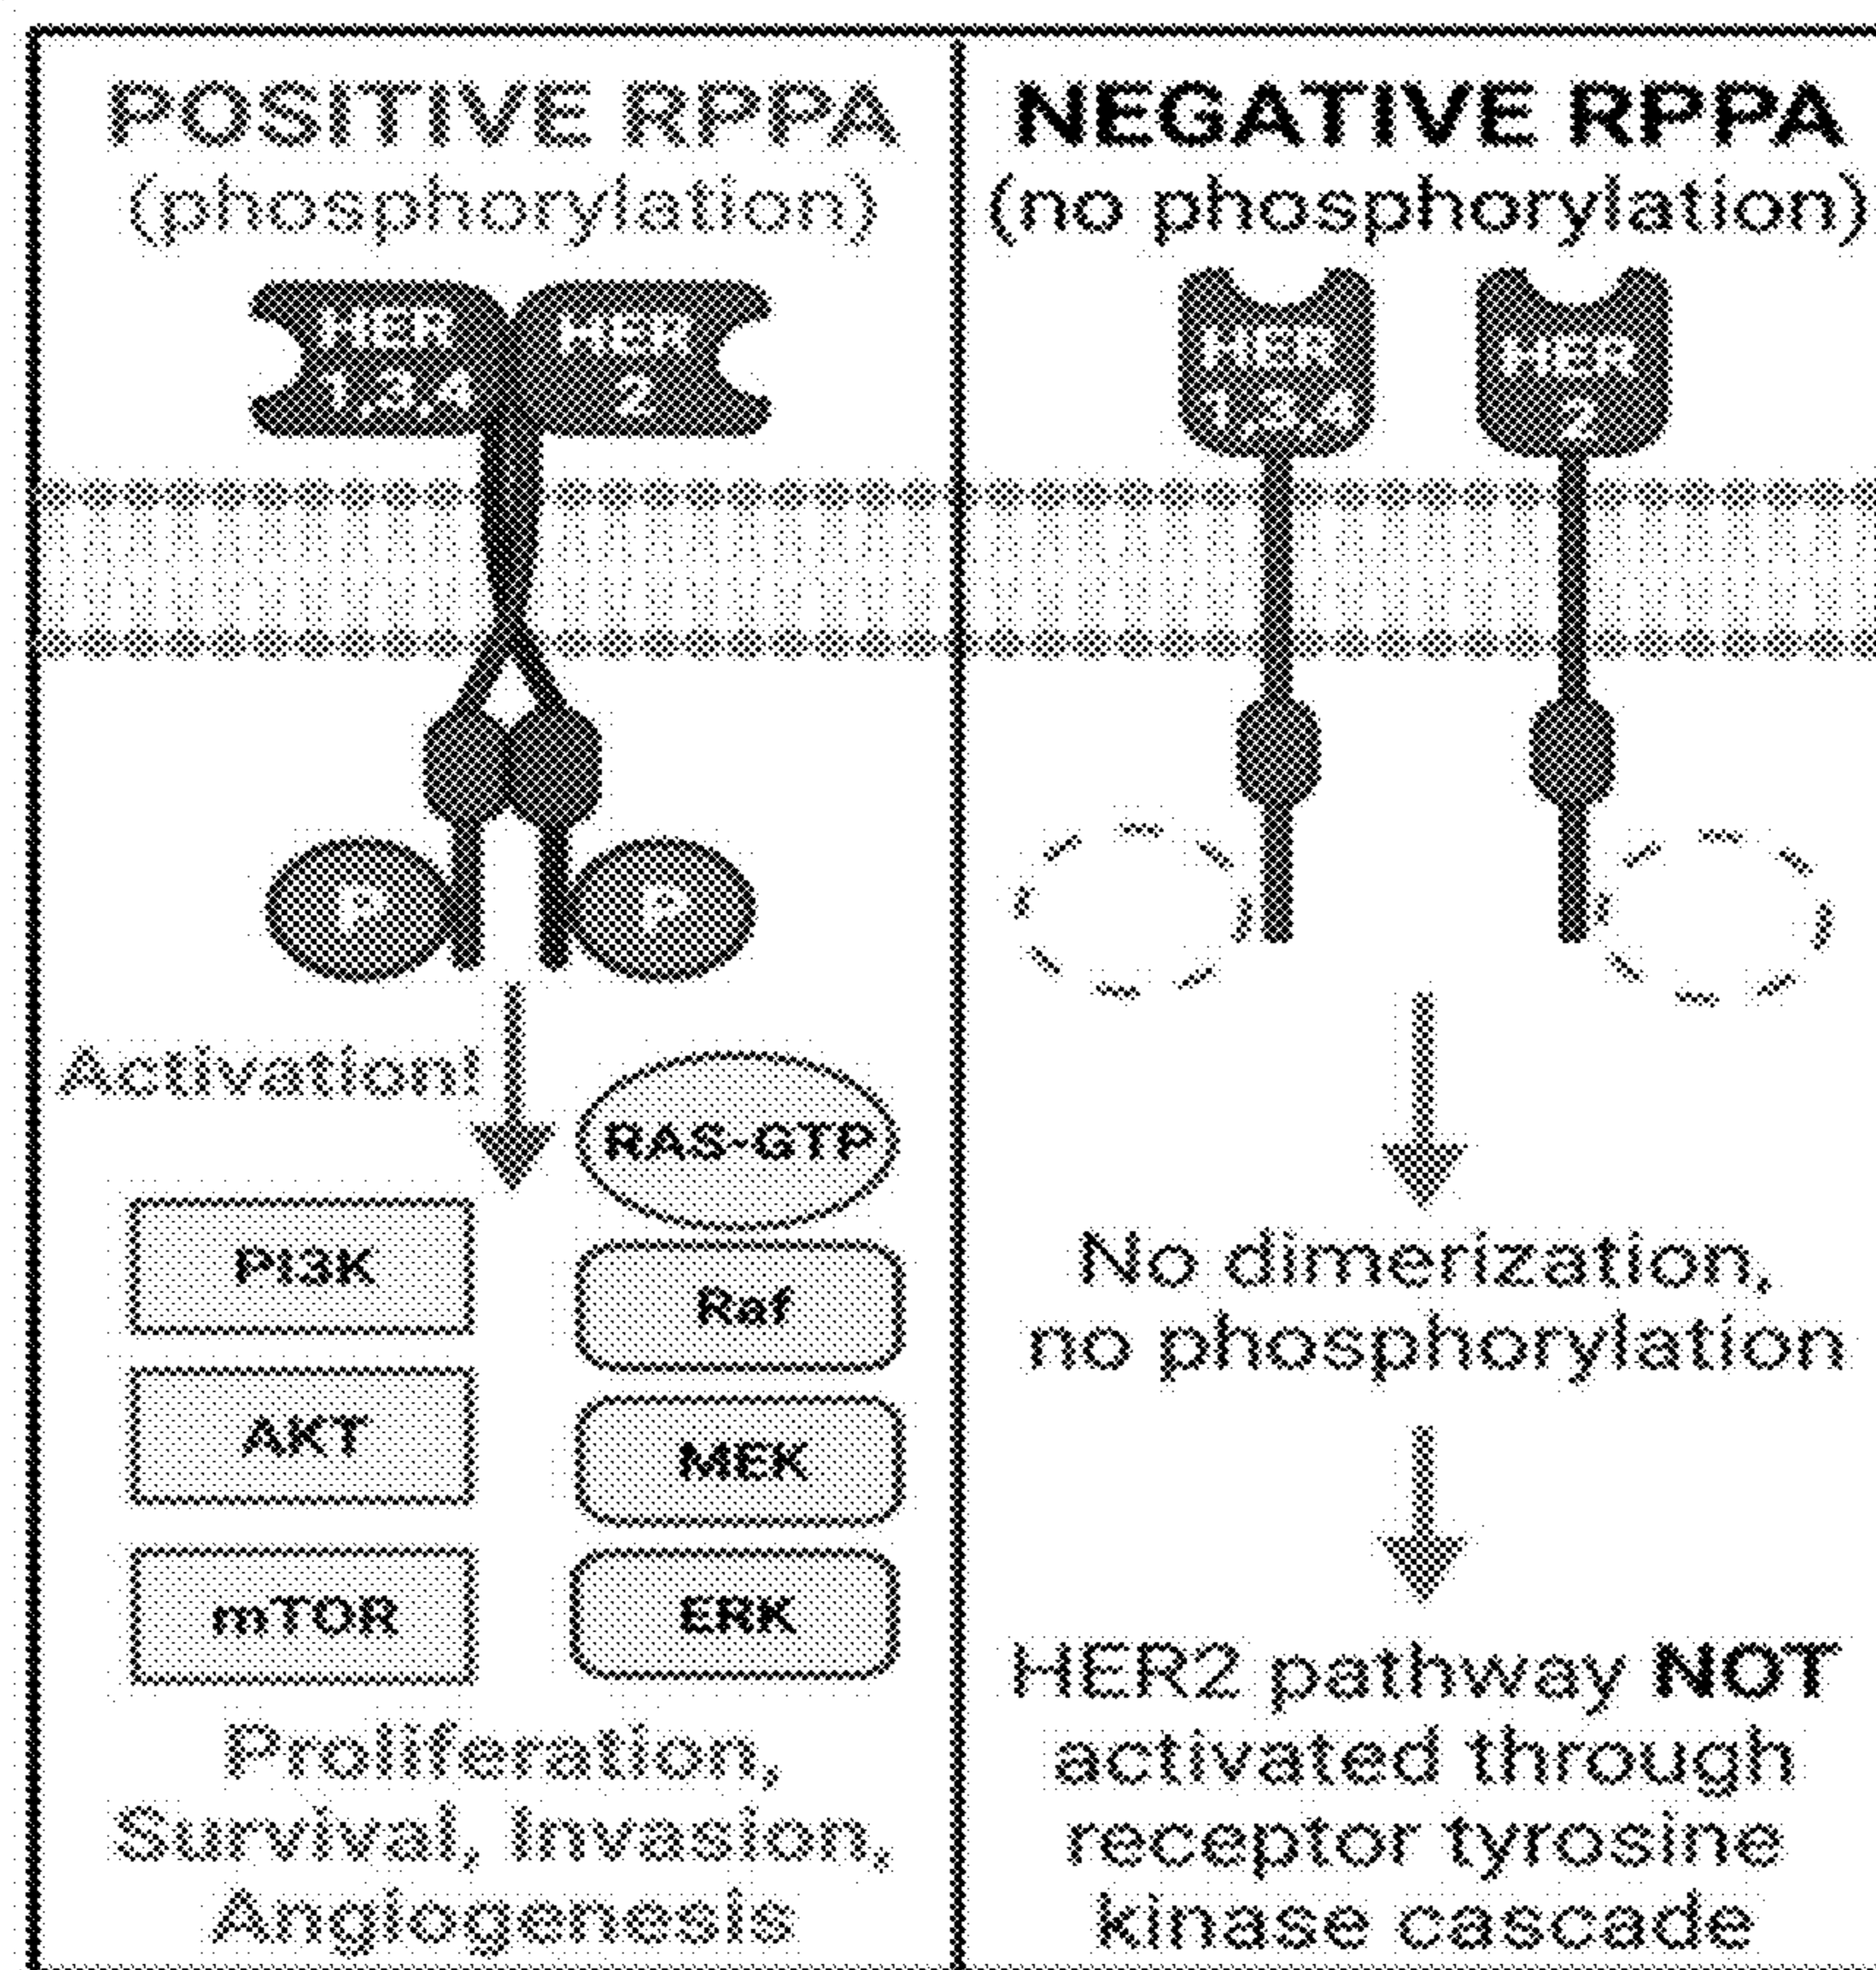 POSITIVE RPPA
(phosphorylation)
HER
1,3,4
HER
2
P
P
Activation!
RAS-GTP
PI3K
Raf
AKT
MEK
mTOR
ERK
Proliferation,
Survival, Invasion,
Angiogenesis
NEGATIVE RPPA
(no phosphorylation)
HER
1,3,4
HER
2
No dimerization,
no phosphorylation
HER2 pathway NOT
activated through
receptor tyrosine
kinase cascade